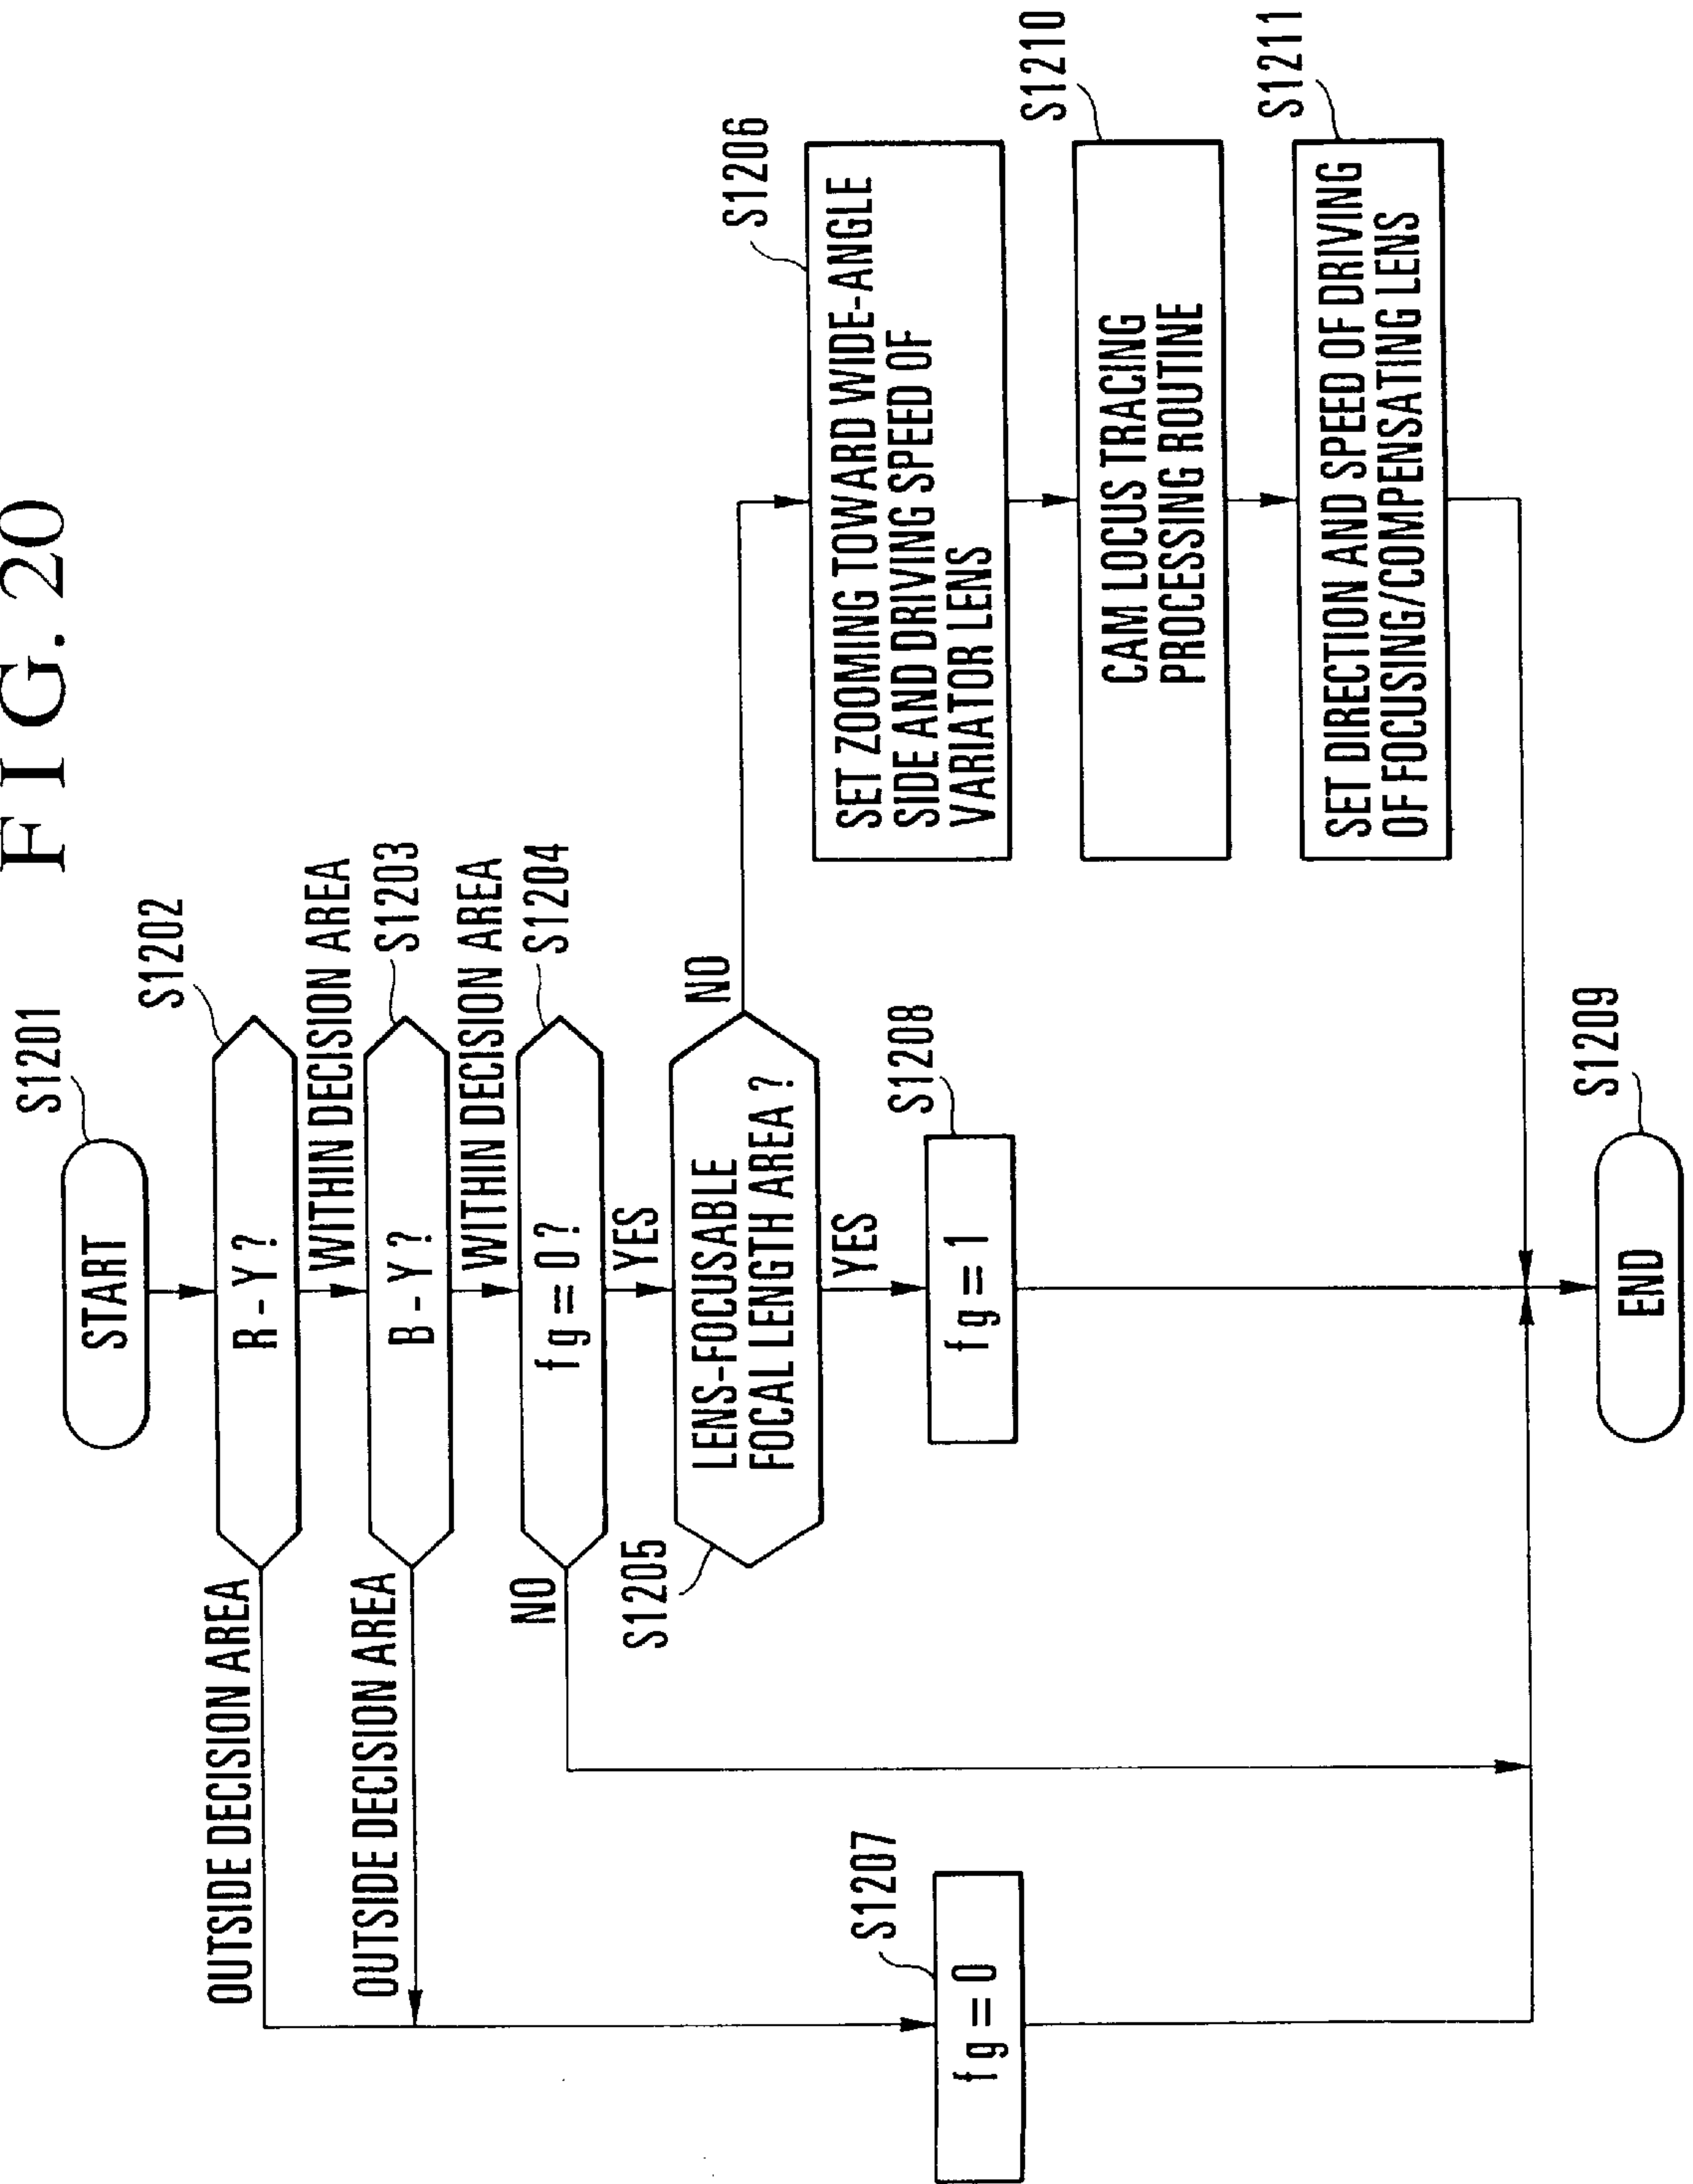 FIG. 20
S1201
START
S1202
R - Y ?
OUTSIDE DECISION AREA
WITHIN DECISION AREA
S1203
B - Y ?
OUTSIDE DECISION AREA
WITHIN DECISION AREA
S1204
fg = 0 ?
NO
YES
S1205
LENS-FOCUSABLE
FOCAL LENGTH AREA ?
NO
YES
S1206
SET ZOOMING TOWARD WIDE-ANGLE
SIDE AND DRIVING SPEED OF
VARIATOR LENS
S1207
fg = 0
S1208
fg = 1
S1210
CAM LOCUS TRACING
PROCESSING ROUTINE
S1211
SET DIRECTION AND SPEED OF DRIVING
OF FOCUSING/COMPENSATING LENS
S1209
END